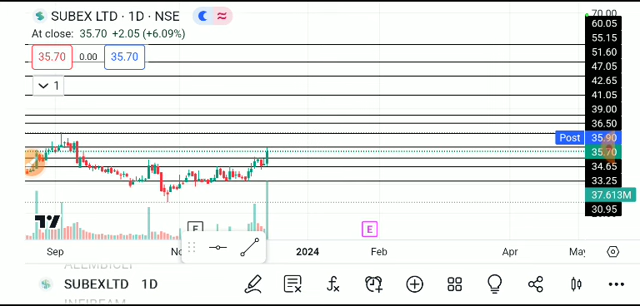 SUBEX LTD · 1D · NSE
At close: 35.70 +2.05 (+6.09%)
35.70 0.00 35.70
1
70.00
60.05
55.15
51.60
47.05
42.65
41.05
39.00
36.50
Post 35.90
35.70
34.65
33.25
37.613M
30.95
E E
Sep No 2024 Feb Apr May
ALEMBICLT
SUBEXLTD 1D
INFIBEAM